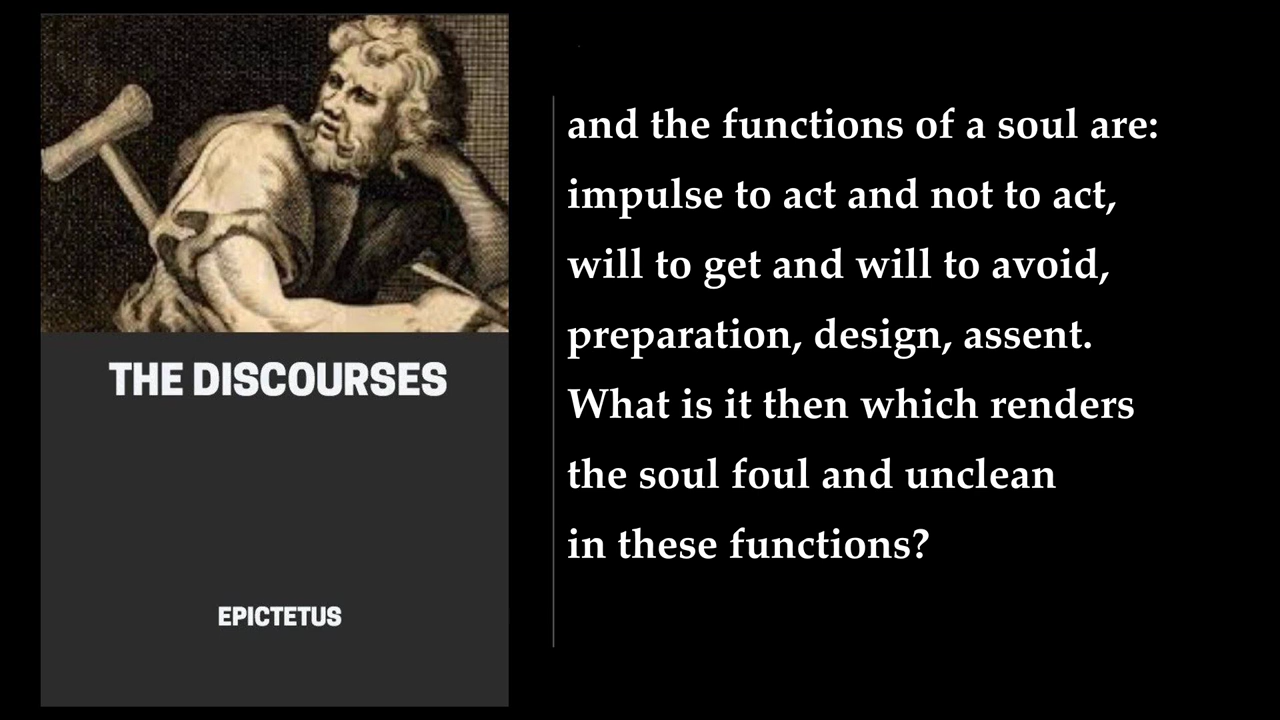 THE DISCOURSES
EPICTETUS
and the functions of a soul are:
impulse to act and not to act,
will to get and will to avoid,
preparation, design, assent.
What is it then which renders
the soul foul and unclean
in these functions?